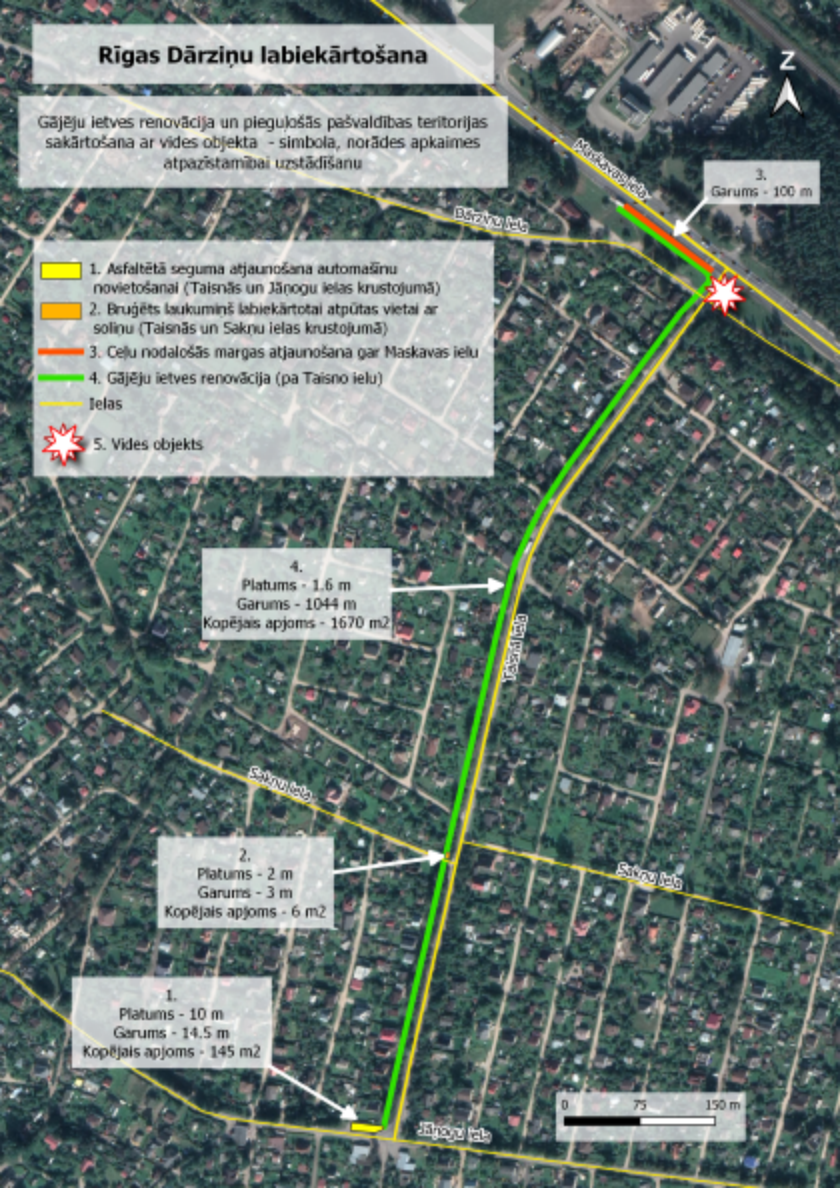 Rīgas Dārziņu labiekārtošana
Gājēju ietves renovācija un pieguļošās pašvaldības teritorijas
sakārtošana ar vides objekta - simbola, norādes apkaimes
atpazīstamībai uzstādīšanu
Z
Maskavas iela
3.
Garums - 100 m
Dārziņu iela
1. Asfaltētā seguma atjaunošana automašīnu
novietošanai (Taisnās un Jāņogu ielas krustojumā)
2. Bruģēts laukumiņš labiekārtotai atpūtas vietai ar
soliņu (Taisnās un Sakņu ielas krustojumā)
3. Ceļu nodalošās margas atjaunošana gar Maskavas ielu
4. Gājēju ietves renovācija (pa Taisno ielu)
Ielas
5. Vides objekts
4.
Platums - 1.6 m
Garums - 1044 m
Kopējais apjoms - 1670 m2
Taisnā iela
Sakņu iela
2.
Platums - 2 m
Garums - 3 m
Kopējais apjoms - 6 m2
Sakņu iela
1.
Platums - 10 m
Garums - 14.5 m
Kopējais apjoms - 145 m2
0 75 150 m
Jāņogu iela